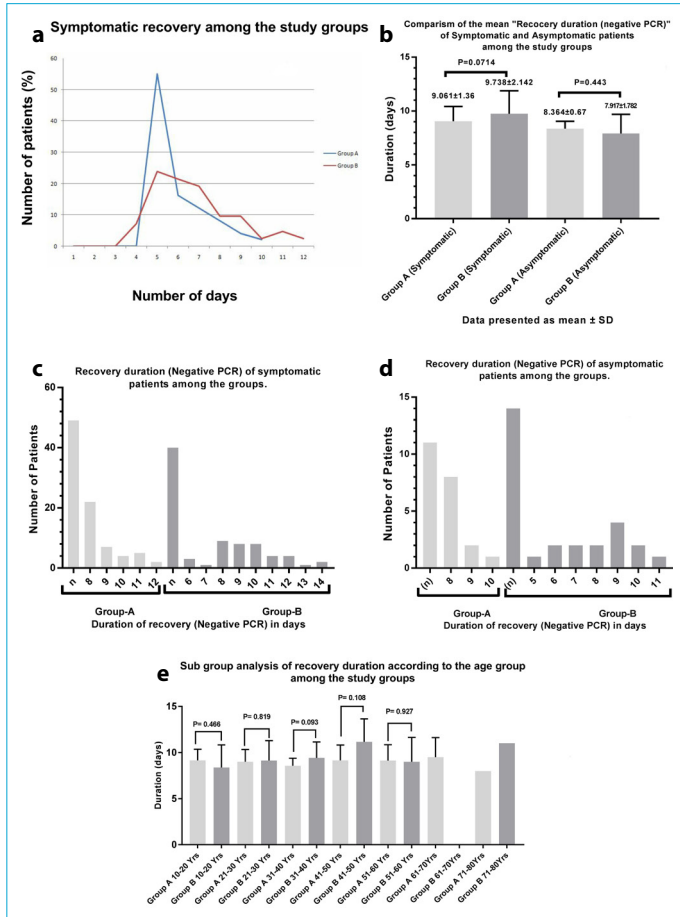 a
Symptomatic recovery among the study groups
Number of patients (%)
60
50
40
30
20
10
0
1 2 3 4 5 6 7 8 9 10 11 12
Group A
Group B
Number of days
b
Comparism of the mean "Recocery duration (negative PCR)"
of Symptomatic and Asymptomatic patients
among the study groups
P=0.0714
P=0.443
9.061±1.36
9.738±2.142
8.364±0.67
7.917±1.782
Duration (days)
15
10
5
0
Group A (Symptomatic)
Group B (Symptomatic)
Group A (Asymptomatic)
Group B (Asymptomatic)
Data presented as mean ± SD
c
Recovery duration (Negative PCR) of symptomatic
patients among the groups.
Number of Patients
60
40
20
0
n 8 9 10 11 12 n 6 7 8 9 10 11 12 13 14
Group-A Group-B
Duration of recovery (Negative PCR) in days
d
Recovery duration (Negative PCR) of asymptomatic
patients among the groups.
Number of Patients
15
10
5
0
(n) 8 9 10 (n) 5 6 7 8 9 10 11
Group-A Group-B
Duration of recovery (Negative PCR) in days
e
Sub group analysis of recovery duration according to the age group
among the study groups
Duration (days)
15
10
5
0
P= 0.466
P= 0.819
P= 0.093
P= 0.108
P= 0.927
Group A 10-20 Yrs
Group B 10-20 Yrs
Group A 21-30 Yrs
Group B 21-30 Yrs
Group A 31-40 Yrs
Group B 31-40 Yrs
Group A 41-50 Yrs
Group B 41-50 Yrs
Group A 51-60 Yrs
Group B 51-60 Yrs
Group A 61-70Yrs
Group B 61-70Yrs
Group A 71-80Yrs
Group B 71-80Yrs